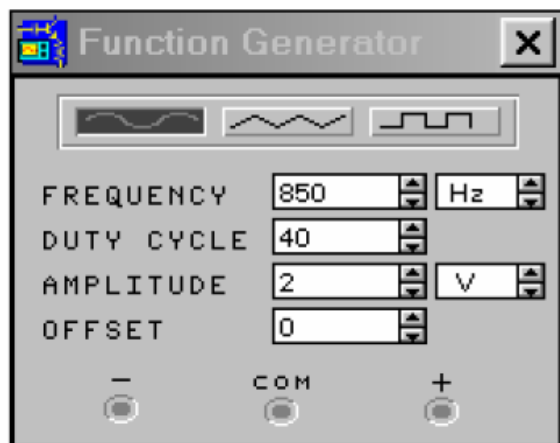 Function Generator
FREQUENCY 850 Hz
DUTY CYCLE 40
AMPLITUDE 2 V
OFFSET 0
− COM +